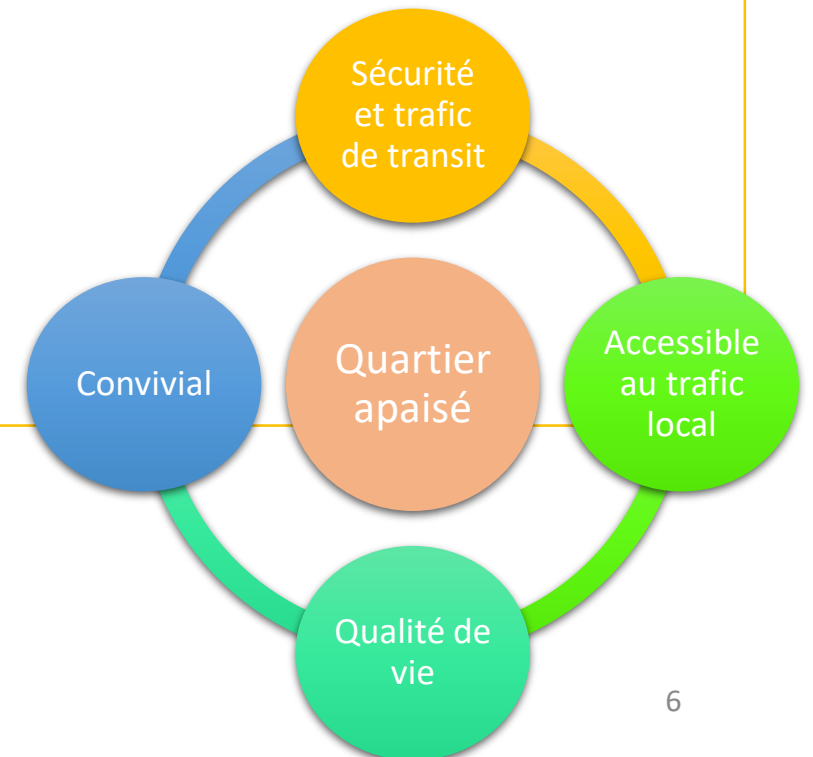 Sécurité
et trafic
de transit
Convivial
Quartier
apaisé
Accessible
au trafic
local
Qualité de
vie
6